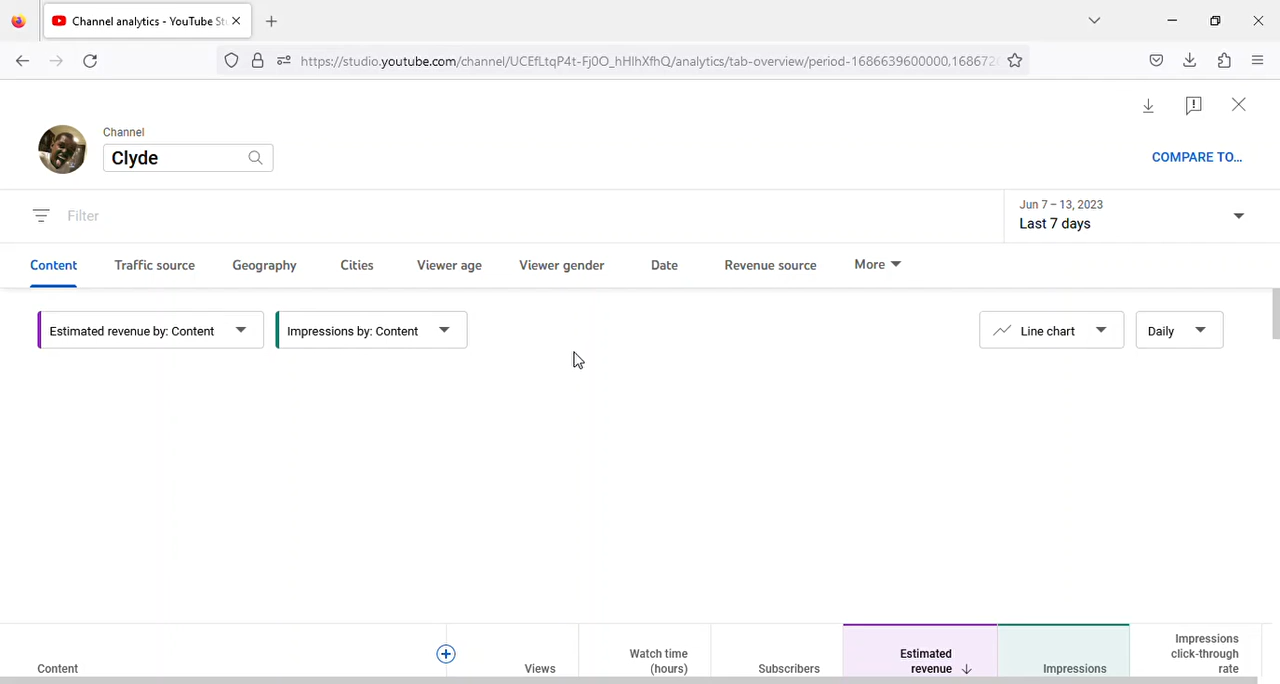 Channel analytics - YouTube St
https://studio.youtube.com/channel/UCEfLtqP4t-Fj0O_hHIhXfhQ/analytics/tab-overview/period-1686639600000,168672
Channel
Clyde
COMPARE TO...
Filter
Jun 7 – 13, 2023
Last 7 days
Content Traffic source Geography Cities Viewer age Viewer gender Date Revenue source More
Estimated revenue by: Content Impressions by: Content Line chart Daily
Content Views Watch time (hours) Subscribers Estimated revenue Impressions Impressions click-through rate